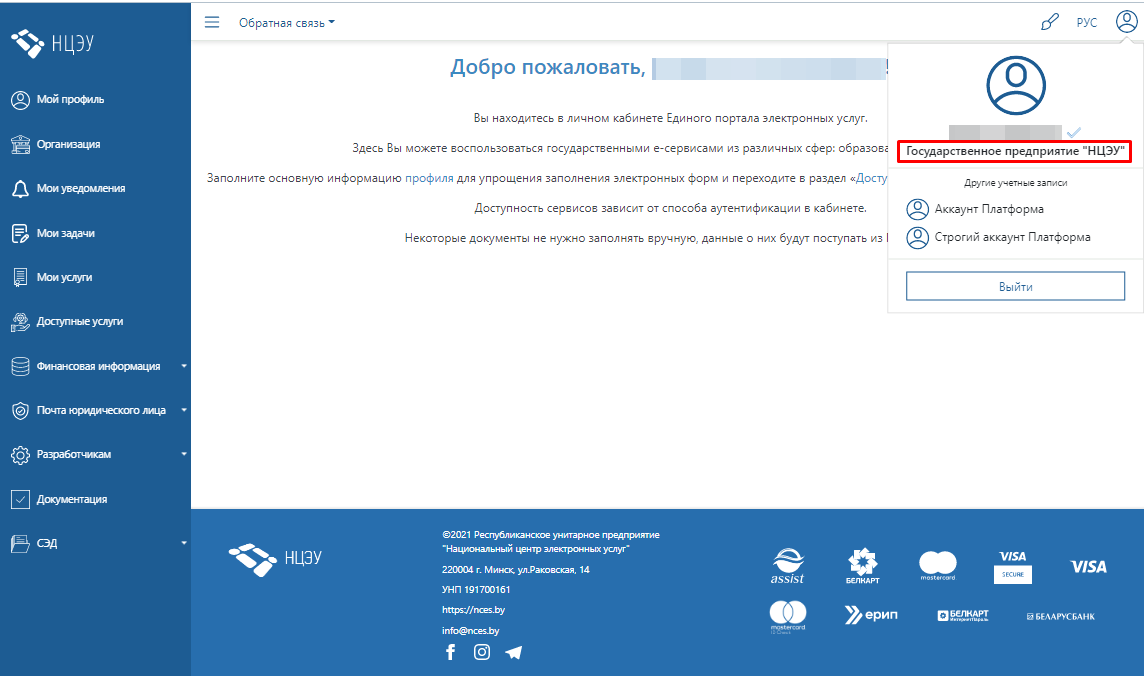 НЦЭУ
Мой профиль
Организация
Мои уведомления
Мои задачи
Мои услуги
Доступные услуги
Финансовая информация
Почта юридического лица
Разработчикам
Документация
СЭД
Обратная связь
РУС
Добро пожаловать, !
Вы находитесь в личном кабинете Единого портала электронных услуг.
Здесь Вы можете воспользоваться государственными е-сервисами из различных сфер: образова
Заполните основную информацию профиля для упрощения заполнения электронных форм и переходите в раздел «Досту
Доступность сервисов зависит от способа аутентификации в кабинете.
Некоторые документы не нужно заполнять вручную, данные о них будут поступать из
Государственное предприятие "НЦЭУ"
Другие учетные записи
Аккаунт Платформа
Строгий аккаунт Платформа
Выйти
НЦЭУ
©2021 Республиканское унитарное предприятие
"Национальный центр электронных услуг"
220004 г. Минск, ул.Раковская, 14
УНП 191700161
https://nces.by
info@nces.by
assist
БЕЛКАРТ
mastercard
VISA
SECURE
VISA
mastercard
ID Check
ерип
БЕЛКАРТ
ИнтернетПароль
БЕЛАРУСБАНК